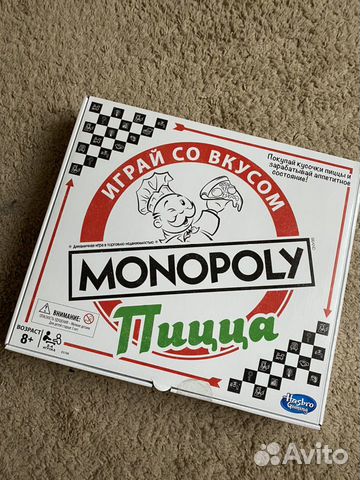 ИГРАЙ СО ВКУСОМ
Покупай кусочки пиццы и
зарабатывай аппетитное
состояние!
MONOPOLY
Пицца
ВНИМАНИЕ:
ВОЗРАСТ
8+
Hasbro
Gaming
Avito